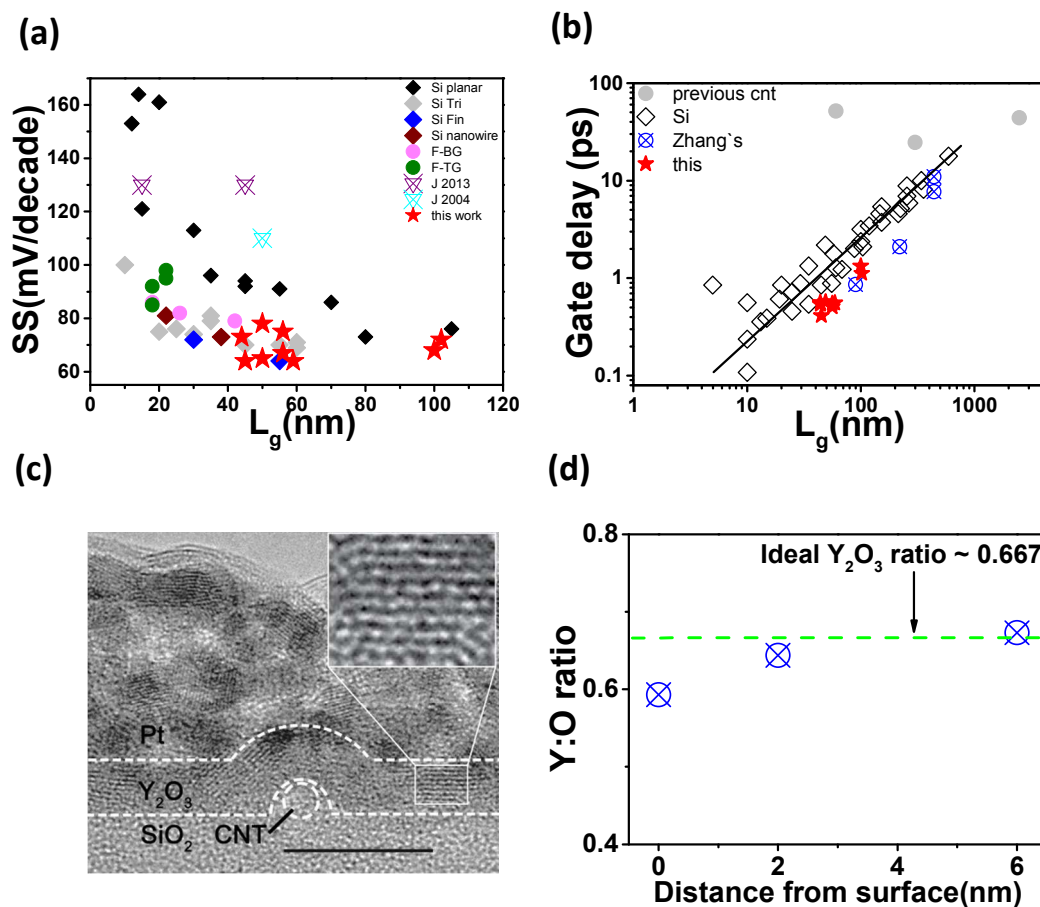 (a)
SS(mV/decade)
160
140
120
100
80
60
0 20 40 60 80 100 120
L_g(nm)
Si planar
Si Tri
Si Fin
Si nanowire
F-BG
F-TG
J 2013
J 2004
this work
(b)
Gate delay (ps)
100
10
1
0.1
1 10 100 1000
L_g(nm)
previous cnt
Si
Zhang`s
this
(c)
Pt
Y₂O₃
SiO₂ CNT
(d)
Y:O ratio
0.8
0.6
0.4
Ideal Y₂O₃ ratio ~ 0.667
0 2 4 6
Distance from surface(nm)